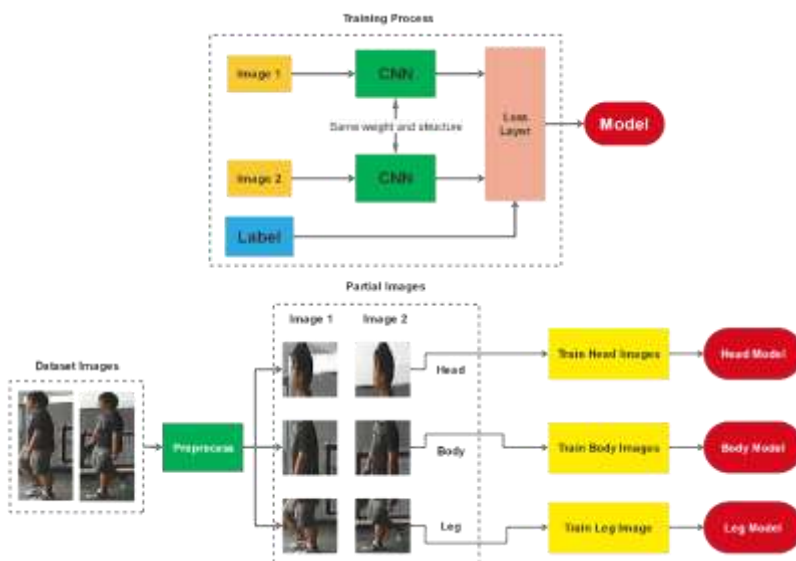 Training Process
Image 1
CNN
Same weight and structure
Loss
Layer
Model
Image 2
CNN
Label
Partial Images
Image 1
Image 2
Dataset Images
Head
Train Head Images
Head Model
Preprocess
Body
Train Body Images
Body Model
Leg
Train Leg Image
Leg Model